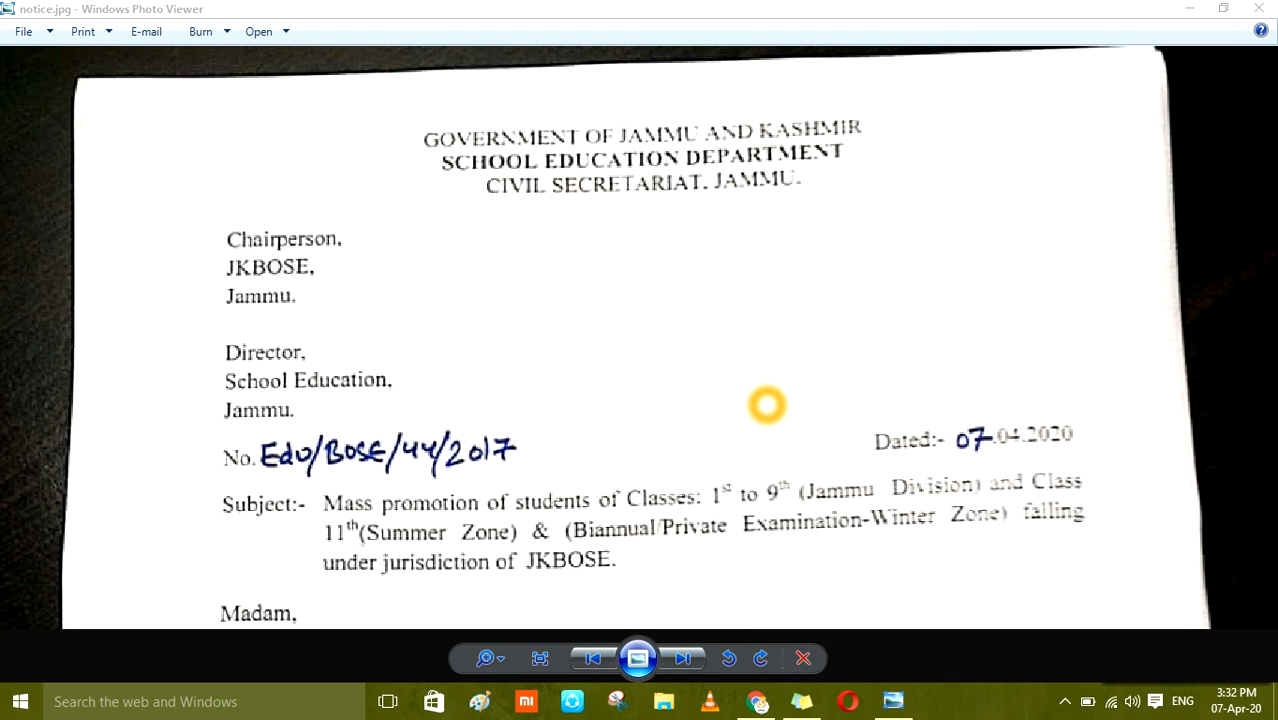 notice.jpg - Windows Photo Viewer
File Print E-mail Burn Open
GOVERNMENT OF JAMMU AND KASHMIR
SCHOOL EDUCATION DEPARTMENT
CIVIL SECRETARIAT, JAMMU.
Chairperson,
JKBOSE,
Jammu.
Director,
School Education,
Jammu.
No. Edu/BOSE/44/2017
Dated:- 07.04.2020
Subject:- Mass promotion of students of Classes: 1st to 9th (Jammu Division) and Class
11th(Summer Zone) & (Biannual/Private Examination-Winter Zone) falling
under jurisdiction of JKBOSE.
Madam,
Search the web and Windows
mi
ENG
3:32 PM
07-Apr-20